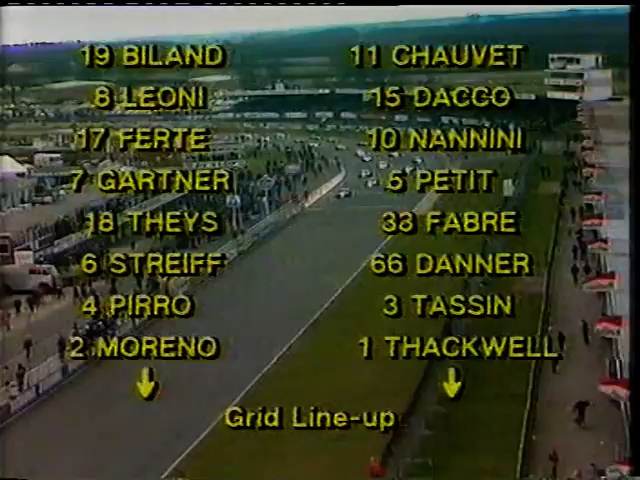 19 BILAND 11 CHAUVET
8 LEONI 15 DACCO
17 FERTE 10 NANNINI
7 GARTNER 5 PETIT
18 THEYS 33 FABRE
6 STREIFF 66 DANNER
4 PIRRO 3 TASSIN
2 MORENO 1 THACKWELL
Grid Line-up